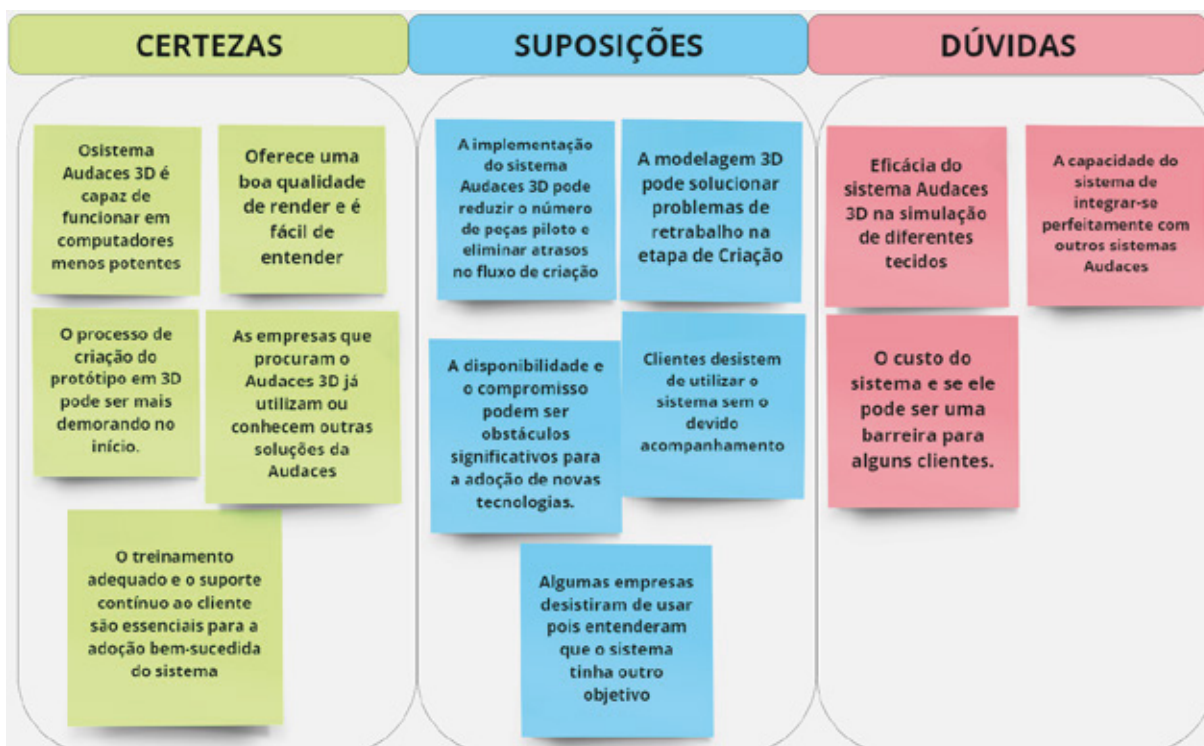 CERTEZAS
SUPOSIÇÕES
DÚVIDAS
Osistema
Audaces 3D é
capaz de
funcionar em
computadores
menos potentes
Oferece uma
boa qualidade
de render e é
fácil de
entender
O processo de
criação do
protótipo em 3D
pode ser mais
demorando no
início.
As empresas que
procuram o
Audaces 3D já
utilizam ou
conhecem outras
soluções da
Audaces
O treinamento
adequado e o suporte
contínuo ao cliente
são essenciais para a
adoção bem-sucedida
do sistema
A implementação
do sistema
Audaces 3D pode
reduzir o número
de peças piloto e
eliminar atrasos
no fluxo de criação
A modelagem 3D
pode solucionar
problemas de
retrabalho na
etapa de Criação
A disponibilidade e
o compromisso
podem ser
obstáculos
significativos para
a adoção de novas
tecnologias.
Clientes desistem
de utilizar o
sistema sem o
devido
acompanhamento
Algumas empresas
desistiram de usar
pois entenderam
que o sistema
tinha outro
objetivo
Eficácia do
sistema Audaces
3D na simulação
de diferentes
tecidos
A capacidade do
sistema de
integrar-se
perfeitamente com
outros sistemas
Audaces
O custo do
sistema e se ele
pode ser uma
barreira para
alguns clientes.